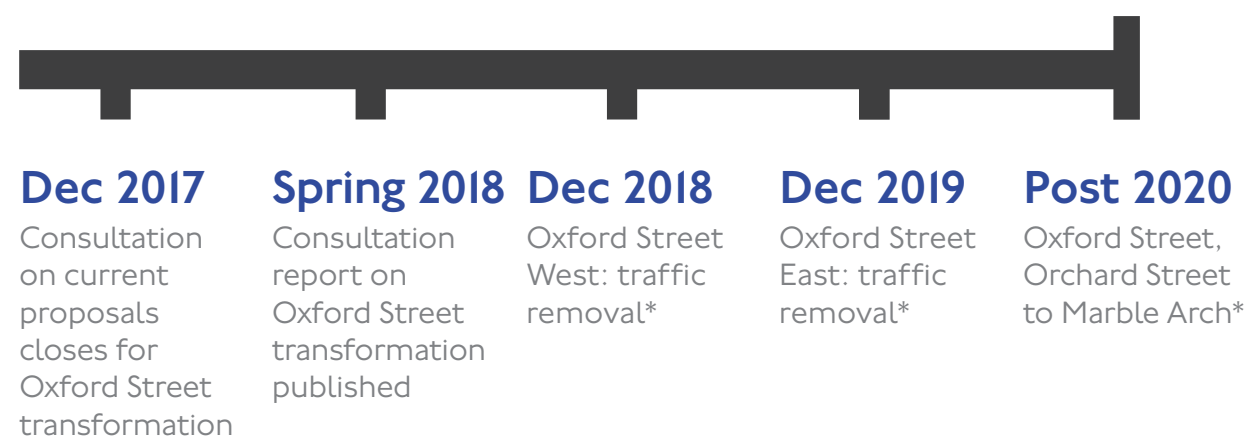 Dec 2017
Consultation
on current
proposals
closes for
Oxford Street
transformation
Spring 2018
Consultation
report on
Oxford Street
transformation
published
Dec 2018
Oxford Street
West: traffic
removal*
Dec 2019
Oxford Street
East: traffic
removal*
Post 2020
Oxford Street,
Orchard Street
to Marble Arch*